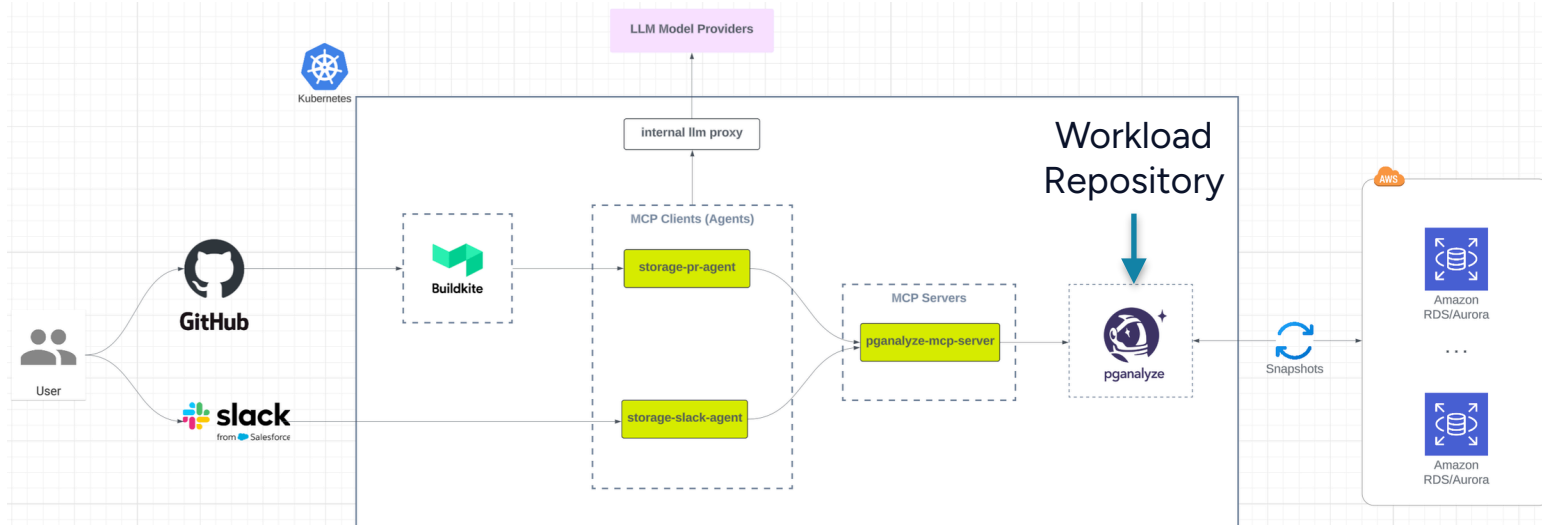 LLM Model Providers
Kubernetes
internal llm proxy
Workload
Repository
AWS
MCP Clients (Agents)
storage-pr-agent
Buildkite
GitHub
MCP Servers
pganalyze-mcp-server
pganalyze
Snapshots
Amazon
RDS/Aurora
...
User
slack
from Salesforce
storage-slack-agent
Amazon
RDS/Aurora